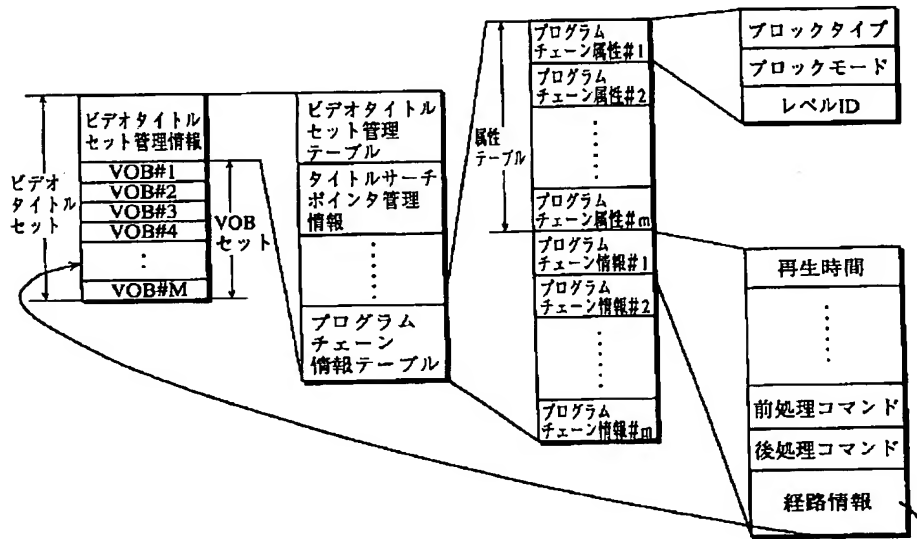 ビデオ
タイトル
セット
ビデオタイトル
セット管理情報
VOB#1
VOB#2
VOB#3
VOB#4
VOB#M
VOB
セット
ビデオタイトル
セット管理
テーブル
タイトルサーチ
ポインタ管理
情報
プログラム
チェーン
情報テーブル
属性
テーブル
プログラム
チェーン属性#1
プログラム
チェーン属性#2
プログラム
チェーン属性#m
プログラム
チェーン情報#1
プログラム
チェーン情報#2
プログラム
チェーン情報#m
ブロックタイプ
ブロックモード
レベルID
再生時間
前処理コマンド
後処理コマンド
経路情報